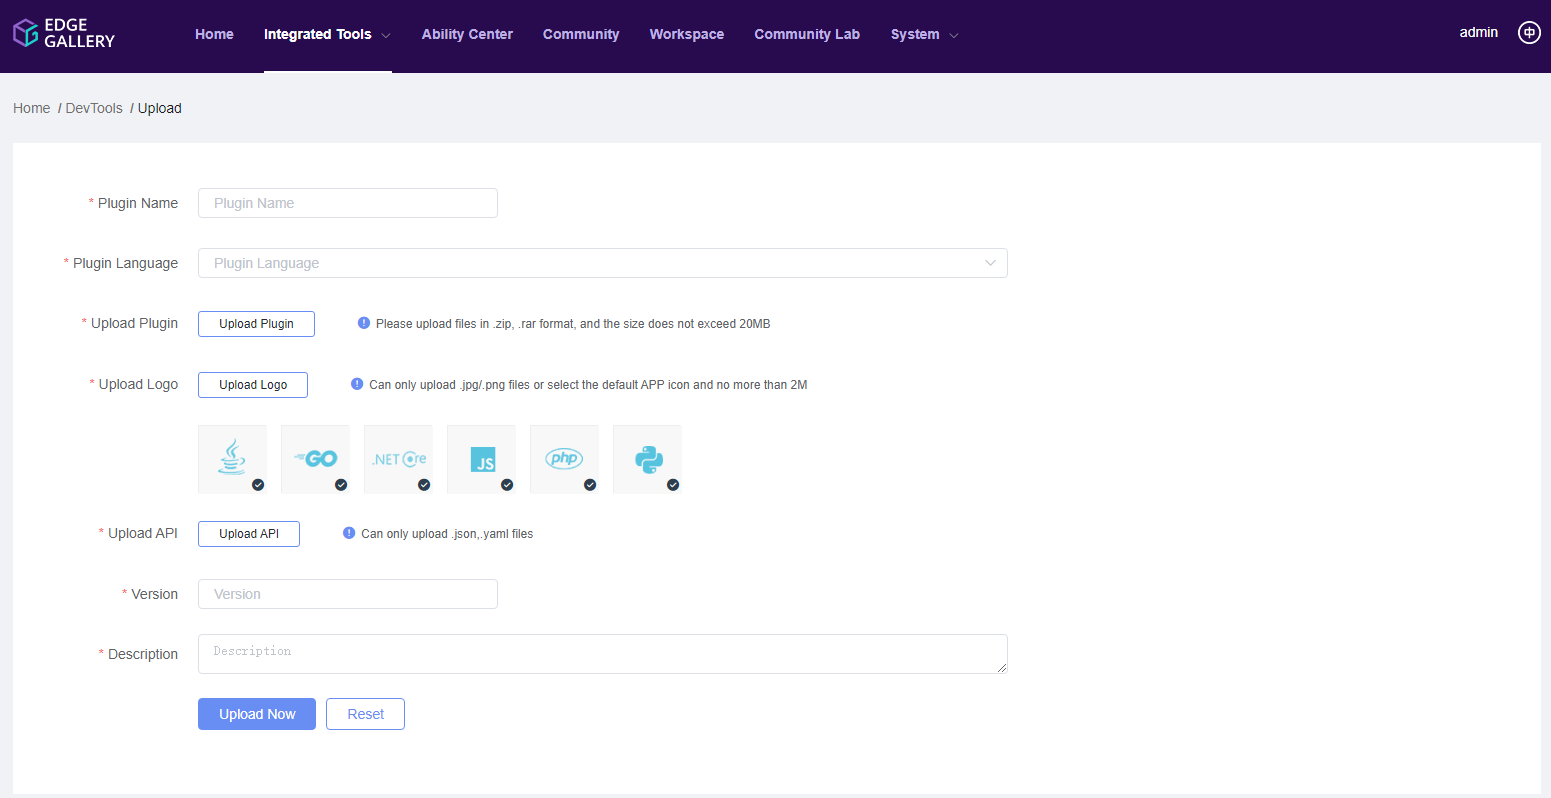 EDGE
GALLERY
Home Integrated Tools Ability Center Community Workspace Community Lab System admin 中
Home / DevTools / Upload
* Plugin Name Plugin Name
* Plugin Language Plugin Language
* Upload Plugin Upload Plugin ! Please upload files in .zip, .rar format, and the size does not exceed 20MB
* Upload Logo Upload Logo ! Can only upload .jpg/.png files or select the default APP icon and no more than 2M
GO .NET Core JS php
* Upload API Upload API ! Can only upload .json,.yaml files
* Version Version
* Description Description
Upload Now Reset